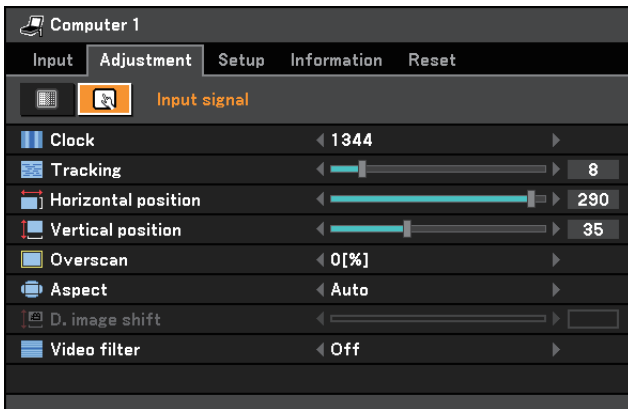 Computer 1
Input Adjustment Setup Information Reset
Input signal
Clock 1344
Tracking 8
Horizontal position 290
Vertical position 35
Overscan 0[%]
Aspect Auto
D. image shift
Video filter Off